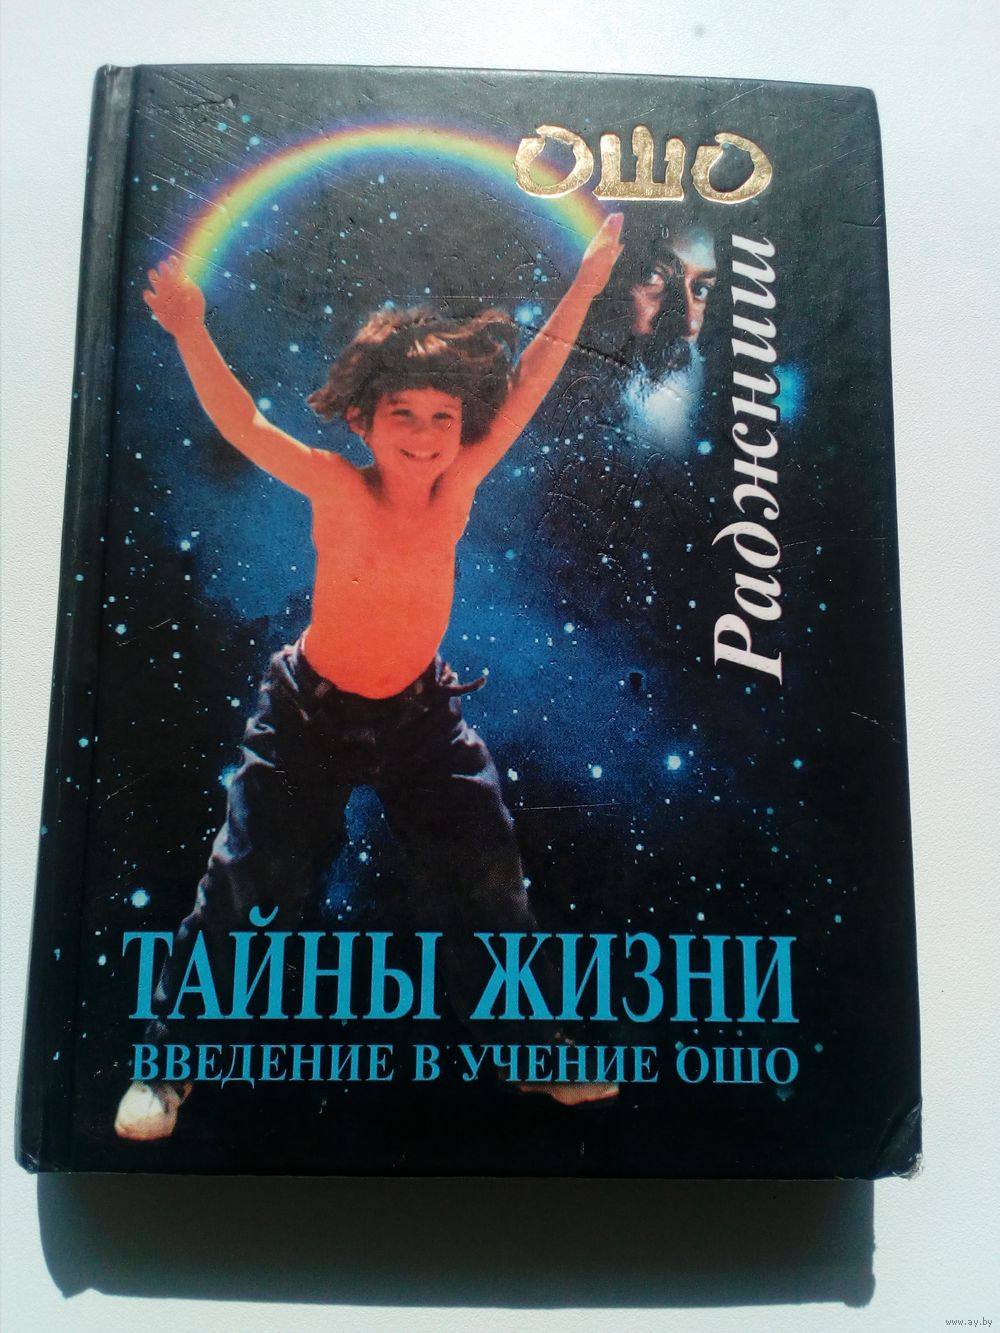 ОШО
Раджниш
ТАЙНЫ ЖИЗНИ
ВВЕДЕНИЕ В УЧЕНИЕ ОШО
www.ay.by